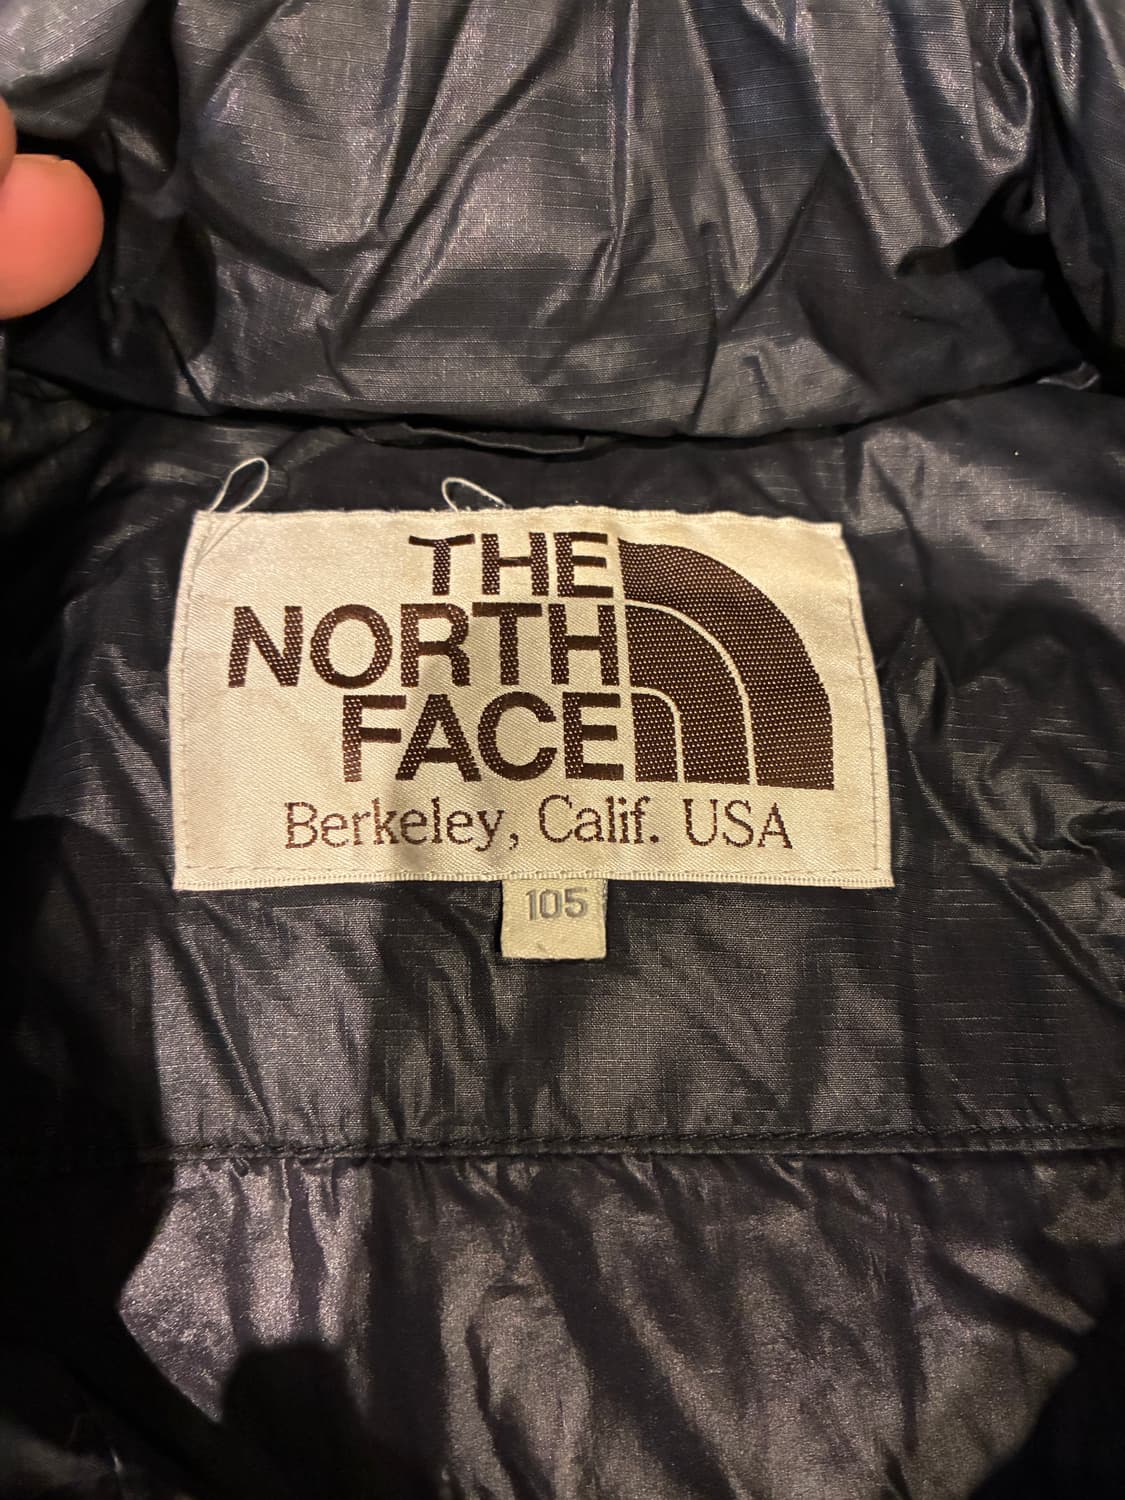 THE
NORTH
FACE
Berkeley, Calif. USA
105